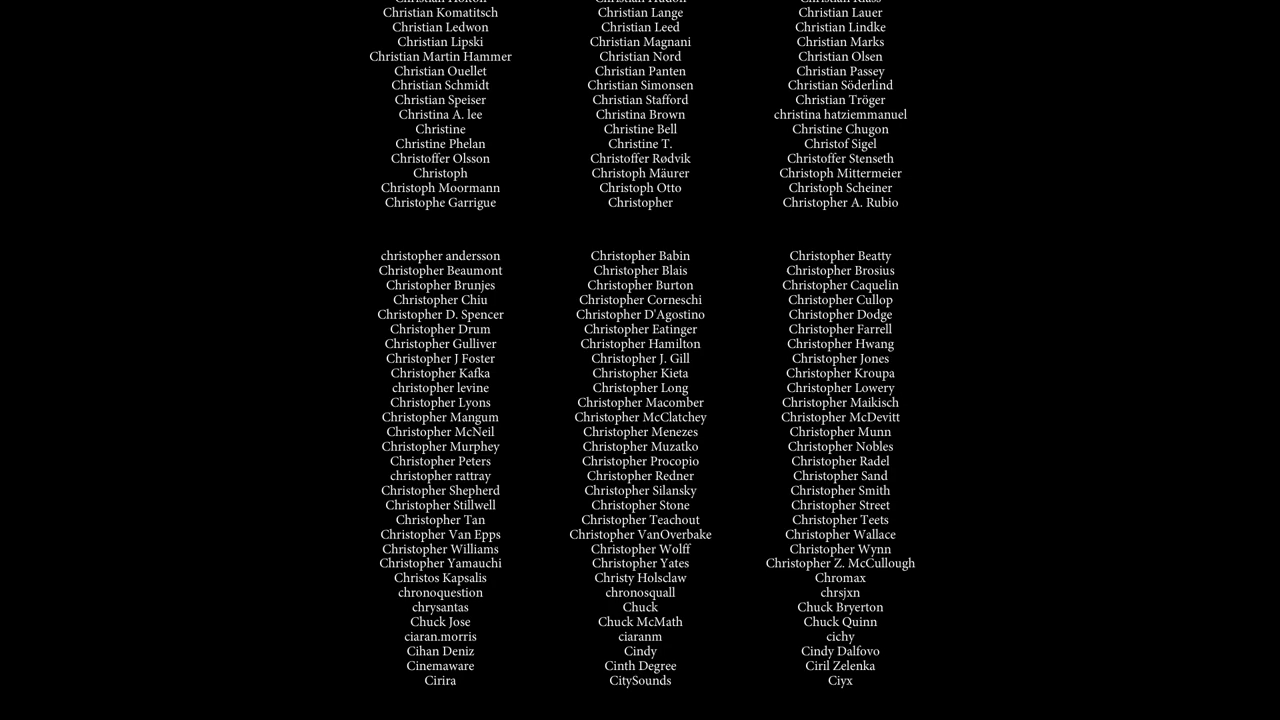 Christian Komatitsch Christian Lange Christian Lauer
Christian Ledwon Christian Leed Christian Lindke
Christian Lipski Christian Magnani Christian Marks
Christian Martin Hammer Christian Nord Christian Olsen
Christian Ouellet Christian Panten Christian Passey
Christian Schmidt Christian Simonsen Christian Söderlind
Christian Speiser Christian Stafford Christian Tröger
Christina A. lee Christina Brown christina hatziemmanuel
Christine Christine Bell Christine Chugon
Christine Phelan Christine T. Christof Sigel
Christoffer Olsson Christoffer Rødvik Christoffer Stenseth
Christoph Christoph Mäurer Christoph Mittermeier
Christoph Moormann Christoph Otto Christoph Scheiner
Christophe Garrigue Christopher Christopher A. Rubio
christopher andersson Christopher Babin Christopher Beatty
Christopher Beaumont Christopher Blais Christopher Brosius
Christopher Brunjes Christopher Burton Christopher Caquelin
Christopher Chiu Christopher Corneschi Christopher Cullop
Christopher D. Spencer Christopher D'Agostino Christopher Dodge
Christopher Drum Christopher Eatinger Christopher Farrell
Christopher Gulliver Christopher Hamilton Christopher Hwang
Christopher J Foster Christopher J. Gill Christopher Jones
Christopher Kafka Christopher Kieta Christopher Kroupa
christopher levine Christopher Long Christopher Lowery
Christopher Lyons Christopher Macomber Christopher Maikisch
Christopher Mangum Christopher McClatchey Christopher McDevitt
Christopher McNeil Christopher Menezes Christopher Munn
Christopher Murphey Christopher Muzatko Christopher Nobles
Christopher Peters Christopher Procopio Christopher Radel
christopher rattray Christopher Redner Christopher Sand
Christopher Shepherd Christopher Silansky Christopher Smith
Christopher Stillwell Christopher Stone Christopher Street
Christopher Tan Christopher Teachout Christopher Teets
Christopher Van Epps Christopher VanOverbake Christopher Wallace
Christopher Williams Christopher Wolff Christopher Wynn
Christopher Yamauchi Christopher Yates Christopher Z. McCullough
Christos Kapsalis Christy Holsclaw Chromax
chronoquestion chronosquall chrsjxn
chrysantas Chuck Chuck Bryerton
Chuck Jose Chuck McMath Chuck Quinn
ciaran.morris ciaranm cichy
Cihan Deniz Cindy Cindy Dalfovo
Cinemaware Cinth Degree Ciril Zelenka
Cirira CitySounds Ciyx